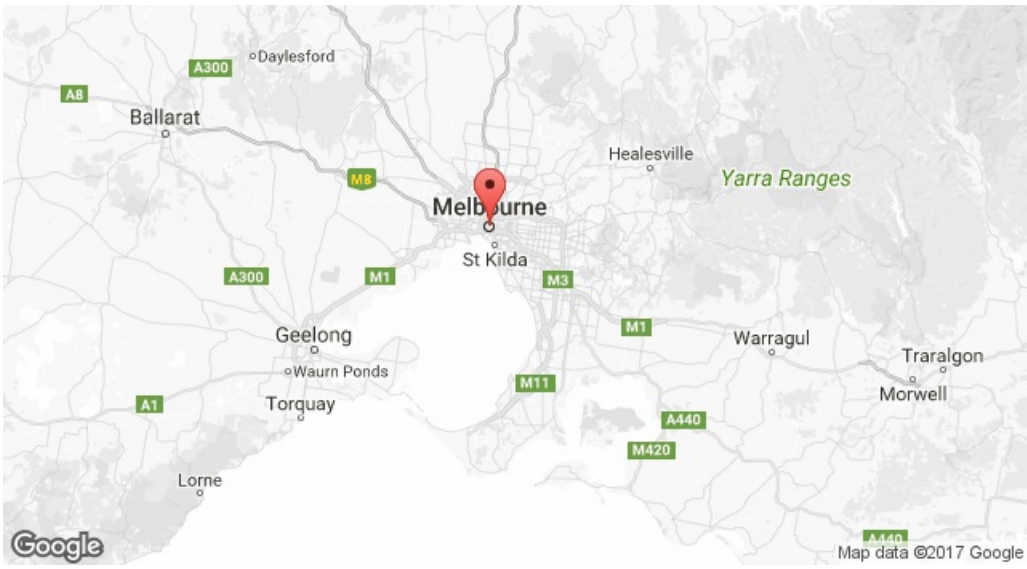 Daylesford
A300
A8
Ballarat
Healesville
M8
Yarra Ranges
Melbourne
St Kilda
A300
M1
M3
M1
Geelong
Warragul
Traralgon
Waurn Ponds
M11
Morwell
Torquay
A1
A440
M420
Lorne
A440
Google
Map data ©2017 Google